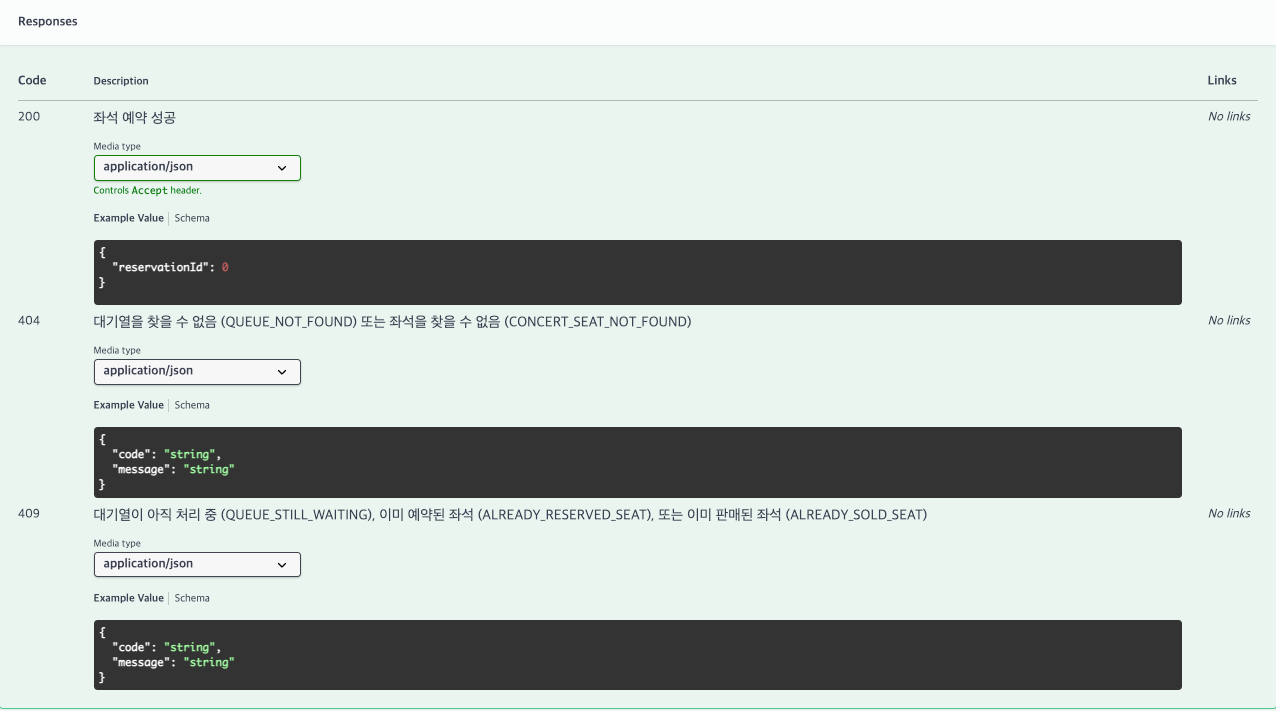 Responses
Code Description Links
200 좌석 예약 성공 No links
Media type
application/json
Controls Accept header.
Example Value Schema
{
"reservationId": 0
}
404 대기열을 찾을 수 없음 (QUEUE_NOT_FOUND) 또는 좌석을 찾을 수 없음 (CONCERT_SEAT_NOT_FOUND) No links
Media type
application/json
Example Value Schema
{
"code": "string",
"message": "string"
}
409 대기열이 아직 처리 중 (QUEUE_STILL_WAITING), 이미 예약된 좌석 (ALREADY_RESERVED_SEAT), 또는 이미 판매된 좌석 (ALREADY_SOLD_SEAT) No links
Media type
application/json
Example Value Schema
{
"code": "string",
"message": "string"
}